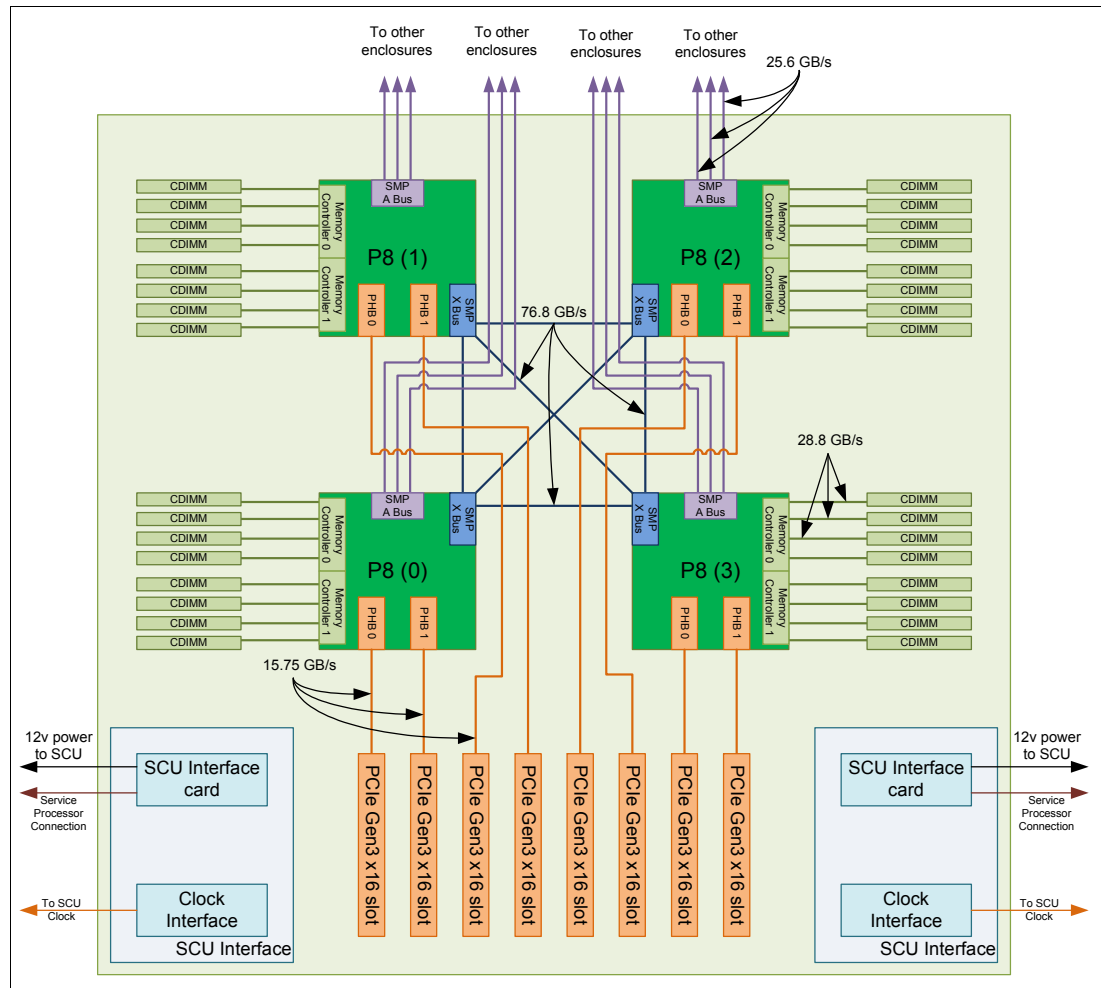 To other
enclosures
To other
enclosures
To other
enclosures
To other
enclosures
25.6 GB/s
CDIMM
CDIMM
CDIMM
CDIMM
CDIMM
CDIMM
CDIMM
CDIMM
Memory
Controller 0
Memory
Controller 1
SMP
A Bus
P8 (1)
PHB 0
PHB 1
SMP
X Bus
76.8 GB/s
SMP
A Bus
P8 (2)
SMP
X Bus
PHB 0
PHB 1
Memory
Controller 0
Memory
Controller 1
CDIMM
CDIMM
CDIMM
CDIMM
CDIMM
CDIMM
CDIMM
CDIMM
28.8 GB/s
CDIMM
CDIMM
CDIMM
CDIMM
CDIMM
CDIMM
CDIMM
CDIMM
Memory
Controller 0
Memory
Controller 1
SMP
A Bus
SMP
X Bus
P8 (0)
PHB 0
PHB 1
SMP
X Bus
SMP
A Bus
P8 (3)
PHB 0
PHB 1
Memory
Controller 0
Memory
Controller 1
CDIMM
CDIMM
CDIMM
CDIMM
CDIMM
CDIMM
CDIMM
CDIMM
15.75 GB/s
12v power
to SCU
Service
Processor
Connection
To SCU
Clock
SCU Interface
card
Clock
Interface
SCU Interface
PCIe Gen3 x16 slot
PCIe Gen3 x16 slot
PCIe Gen3 x16 slot
PCIe Gen3 x16 slot
PCIe Gen3 x16 slot
PCIe Gen3 x16 slot
PCIe Gen3 x16 slot
PCIe Gen3 x16 slot
SCU Interface
card
Clock
Interface
SCU Interface
12v power
to SCU
Service
Processor
Connection
To SCU
Clock